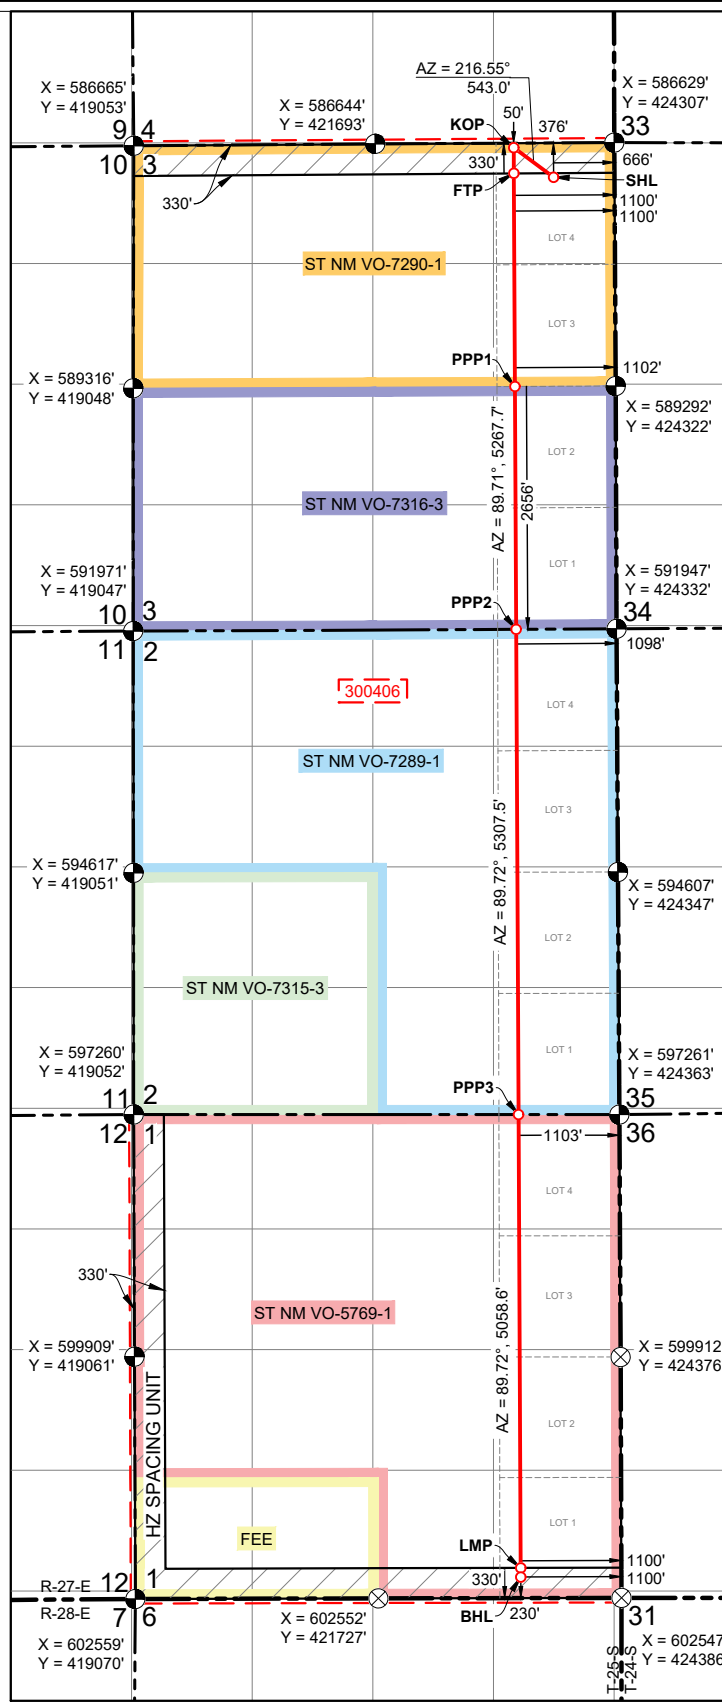 X = 586665'
Y = 419053'
X = 586644'
Y = 421693'
AZ = 216.55°
543.0'
X = 586629'
Y = 424307'
9 4
10 3
KOP
50'
376'
33
330'
666'
FTP
SHL
330'
1100'
1100'
LOT 4
ST NM VO-7290-1
LOT 3
PPP1
1102'
X = 589316'
Y = 419048'
X = 589292'
Y = 424322'
AZ = 89.71°, 5267.7'
2656'
LOT 2
ST NM VO-7316-3
LOT 1
X = 591971'
Y = 419047'
X = 591947'
Y = 424332'
10 3
11 2
PPP2
34
1098'
300406
LOT 4
ST NM VO-7289-1
LOT 3
AZ = 89.72°, 5307.5'
X = 594617'
Y = 419051'
X = 594607'
Y = 424347'
LOT 2
ST NM VO-7315-3
LOT 1
X = 597260'
Y = 419052'
X = 597261'
Y = 424363'
11 2
12 1
PPP3
35
36
1103'
LOT 4
330'
ST NM VO-5769-1
LOT 3
X = 599909'
Y = 419061'
X = 599912
Y = 424376
AZ = 89.72°, 5058.6'
HZ SPACING UNIT
LOT 2
FEE
LOT 1
LMP
1100'
330'
1100'
R-27-E
R-28-E
12 1
7 6
BHL
230'
31
X = 602559'
Y = 419070'
X = 602552'
Y = 421727'
T-25-S
T-24-S
X = 602547
Y = 424386